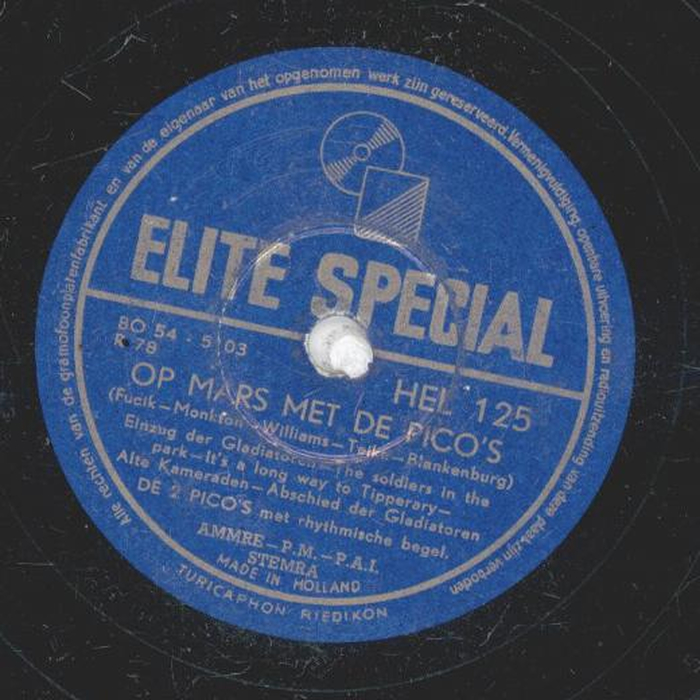 Alle rechten van de gramofoonplatenfabrikant en van de eigenaar van het opgenomen werk zijn gereserveerd. Vermenigvuldiging, openbare uitvoering en radiouitzending van deze plaat zijn verboden
ELITE SPECIAL
BO 54 - 5 03
R 78
HEL 125
OP MARS MET DE PICO'S
(Fucik—Monkton—Williams—Teike—Blankenburg)
Einzug der Gladiatoren—The soldiers in the
park—It's a long way to Tipperary—
Alte Kameraden—Abschied der Gladiatoren
DE 2 PICO'S met rhythmische begel.
AMMRE—P.M.—P.A.I.
STEMRA
MADE IN HOLLAND
TURICAPHON RIEDIKON